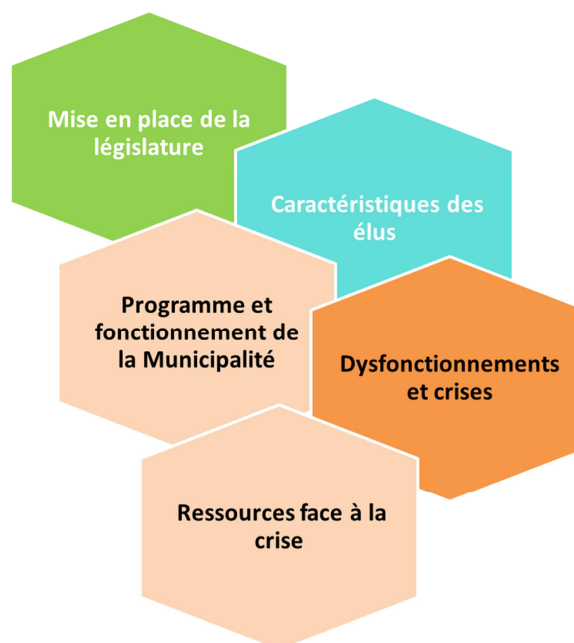 Mise en place de la
législature
Caractéristiques des
élus
Programme et
fonctionnement de
la Municipalité
Dysfonctionnements
et crises
Ressources face à la
crise